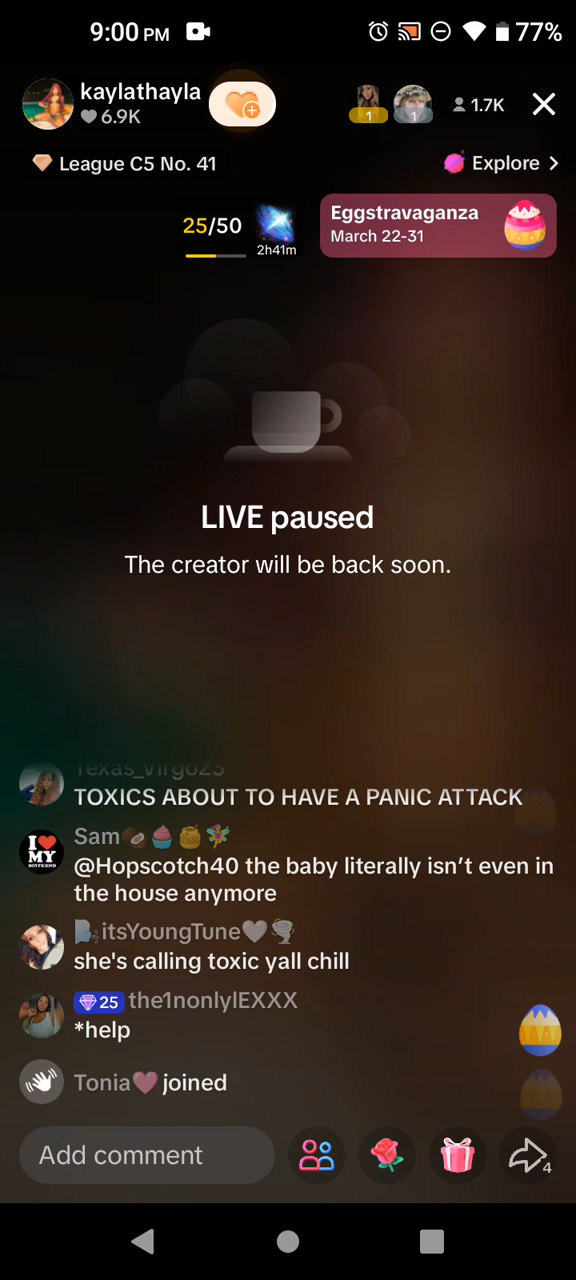 9:00 PM 77%
kaylathayla
6.9K
1 1 1.7K
League C5 No. 41 Explore
25/50 2h41m
Eggstravaganza
March 22-31
LIVE paused
The creator will be back soon.
Texas_Virgo23
TOXICS ABOUT TO HAVE A PANIC ATTACK
I ❤ MY BOYFRIEND
Sam🥥🧁🍯🧚
@Hopscotch40 the baby literally isn't even in
the house anymore
🌬️itsYoungTune🤍🌪️
she's calling toxic yall chill
25 the1nonlylEXXX
*help
Tonia❤️ joined
Add comment 4